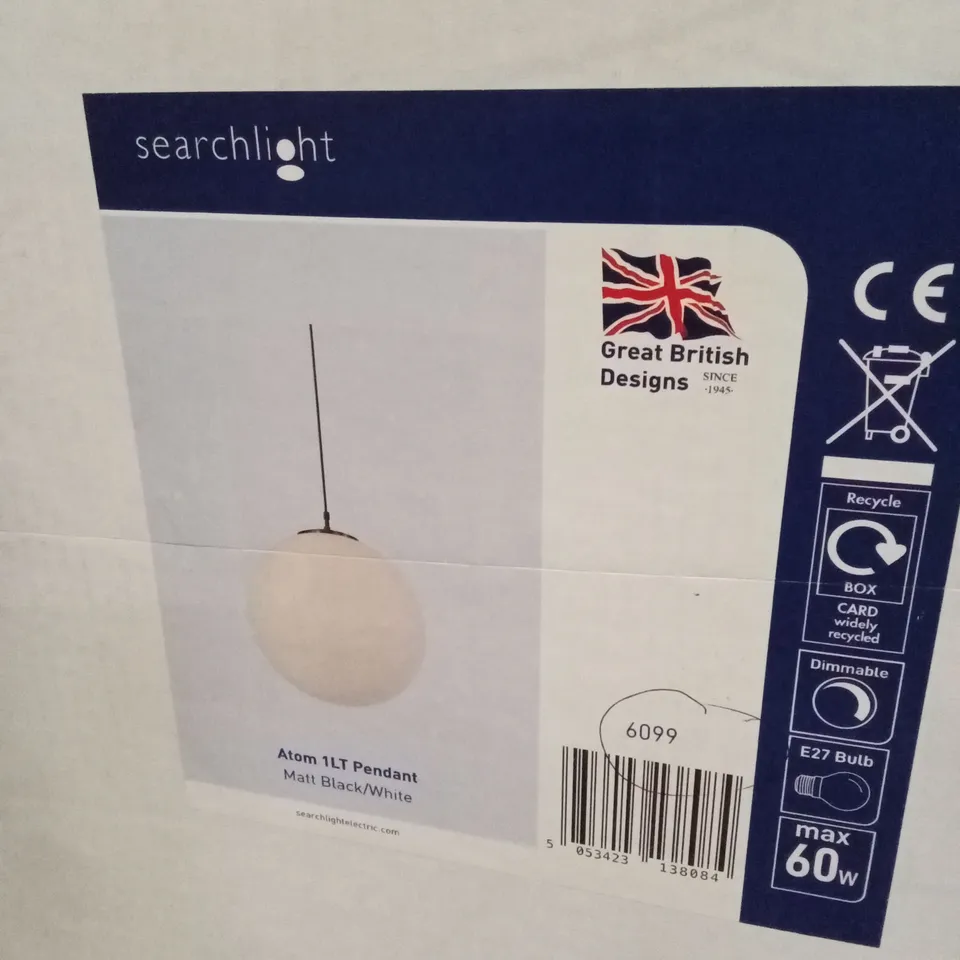 searchlight
Great British
Designs SINCE
·1945·
CE
Recycle
BOX
CARD
widely
recycled
Dimmable
E27 Bulb
max
60W
6099
5 053423 138084
Atom 1LT Pendant
Matt Black/White
searchlightelectric.com